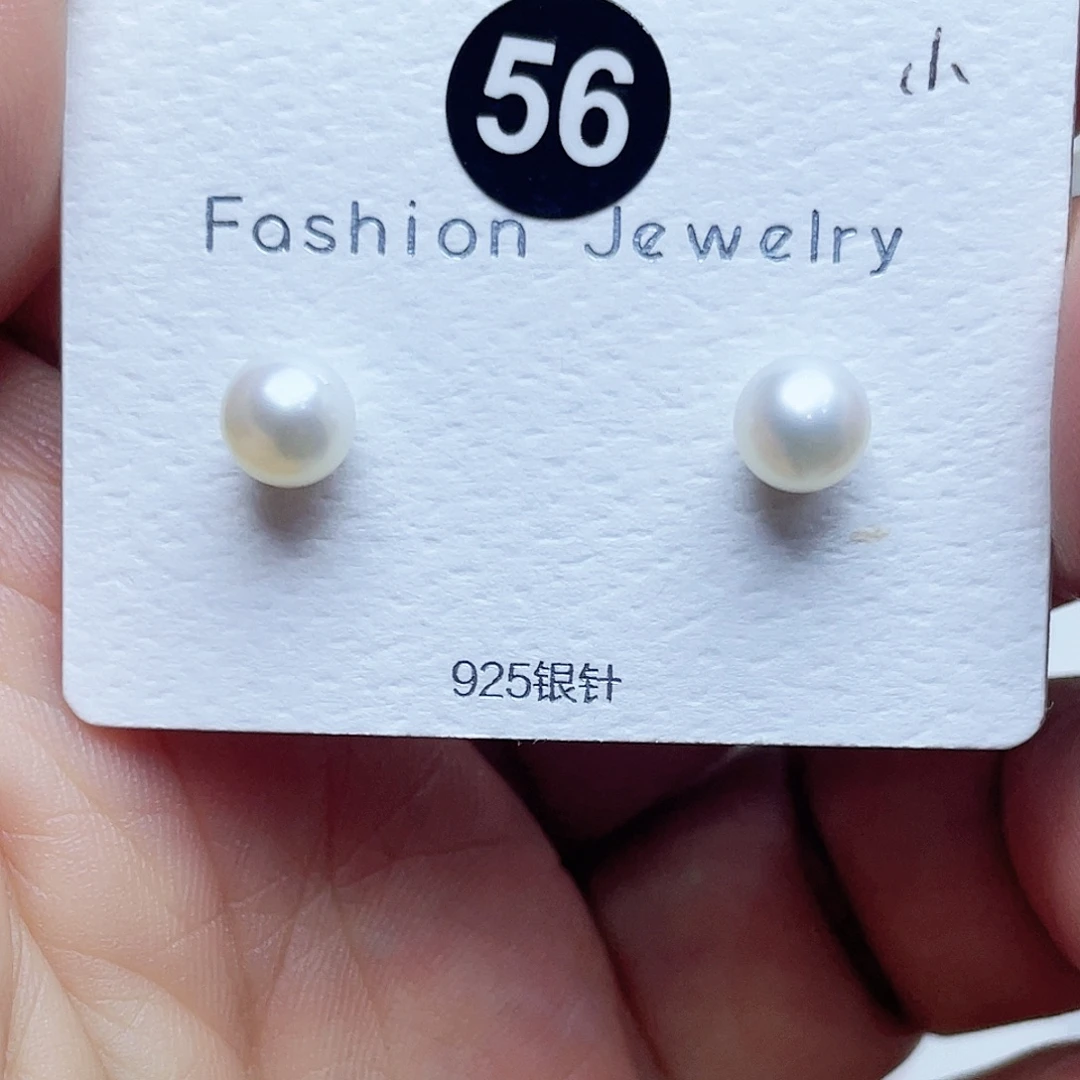 56
小
Fashion Jewelry
925银针